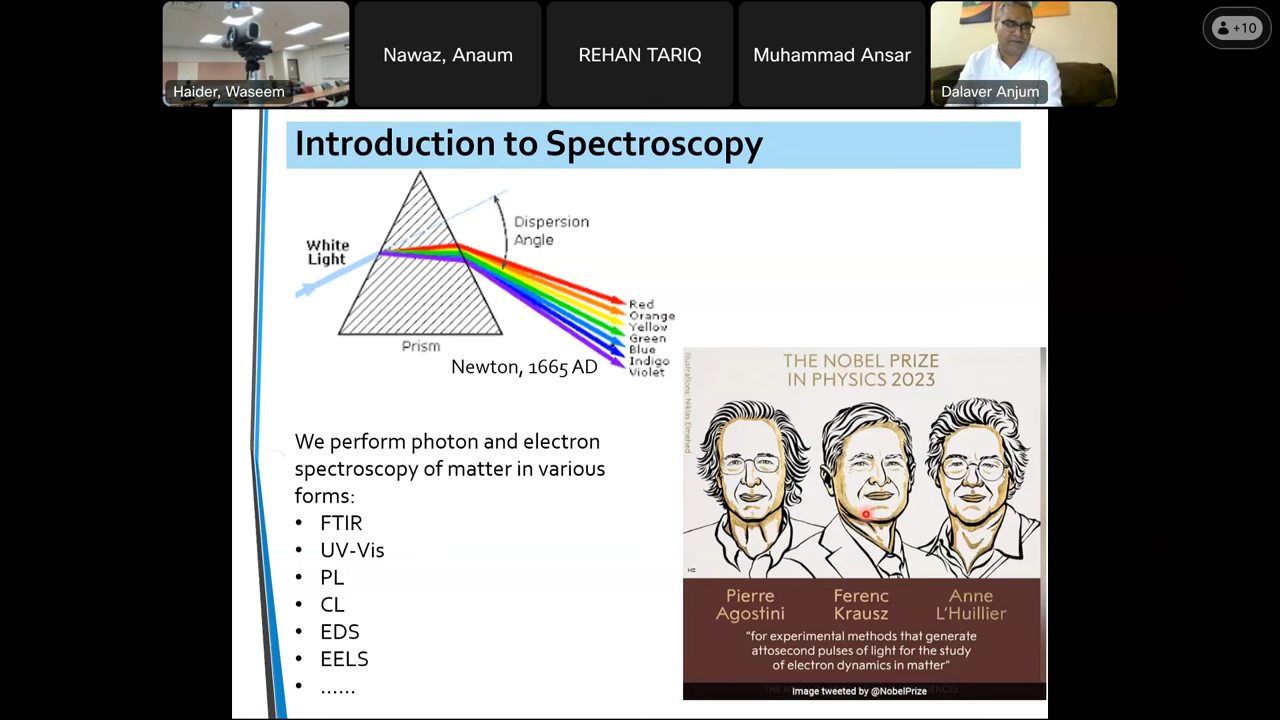 Haider, Waseem
Nawaz, Anaum
REHAN TARIQ
Muhammad Ansar
Dalaver Anjum
+10
Introduction to Spectroscopy
White
Light
Dispersion
Angle
Prism
Red
Orange
Yellow
Green
Blue
Indigo
Violet
Newton, 1665 AD
We perform photon and electron
spectroscopy of matter in various
forms:
• FTIR
• UV-Vis
• PL
• CL
• EDS
• EELS
• ......
Illustrations: Niklas Elmehed
THE NOBEL PRIZE
IN PHYSICS 2023
Pierre
Agostini
Ferenc
Krausz
Anne
L'Huillier
"for experimental methods that generate
attosecond pulses of light for the study
of electron dynamics in matter"
Image tweeted by @NobelPrize